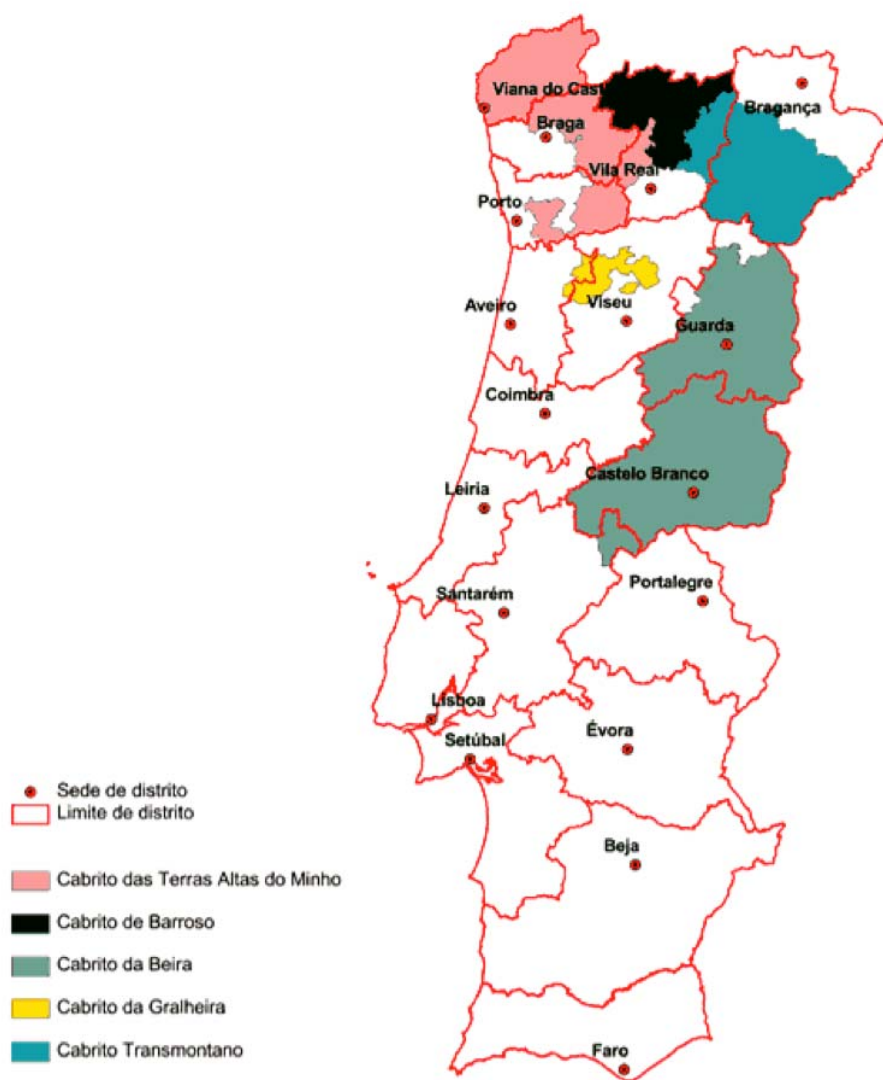 Viana do Cast
Bragança
Braga
Vila Real
Porto
Aveiro
Viseu
Guarda
Coimbra
Castelo Branco
Leiria
Portalegre
Santarém
Lisboa
Évora
Setúbal
Sede de distrito
Limite de distrito
Beja
Cabrito das Terras Altas do Minho
Cabrito de Barroso
Cabrito da Beira
Cabrito da Gralheira
Cabrito Transmontano
Faro